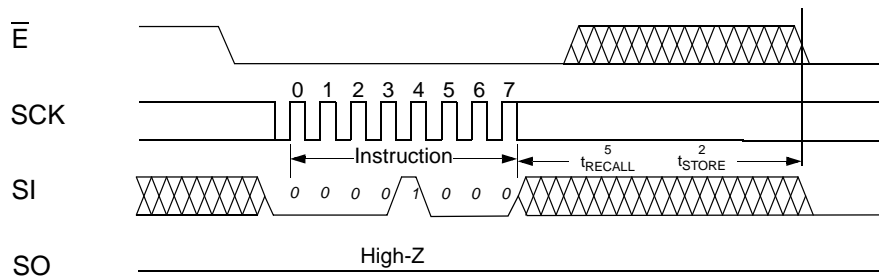 E
SCK
0 1 2 3 4 5 6 7
Instruction
5
tRECALL
2
tSTORE
SI
0 0 0 0 1 0 0 0
High-Z
SO